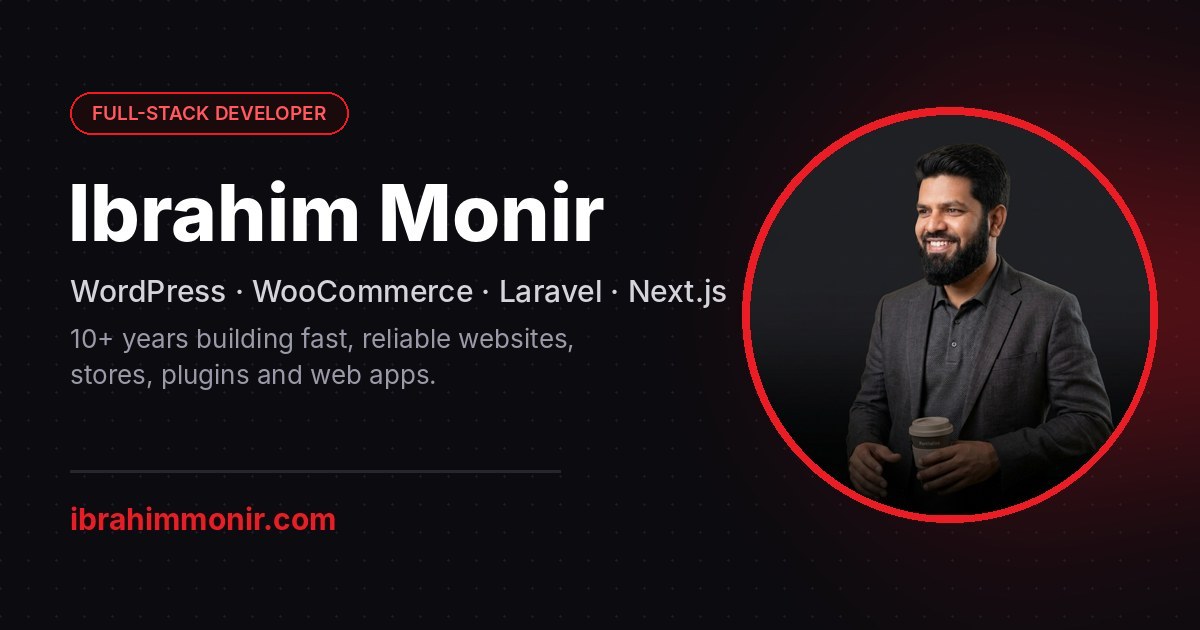 FULL-STACK DEVELOPER
Ibrahim Monir
WordPress · WooCommerce · Laravel · Next.js
10+ years building fast, reliable websites,
stores, plugins and web apps.
ibrahimmonir.com